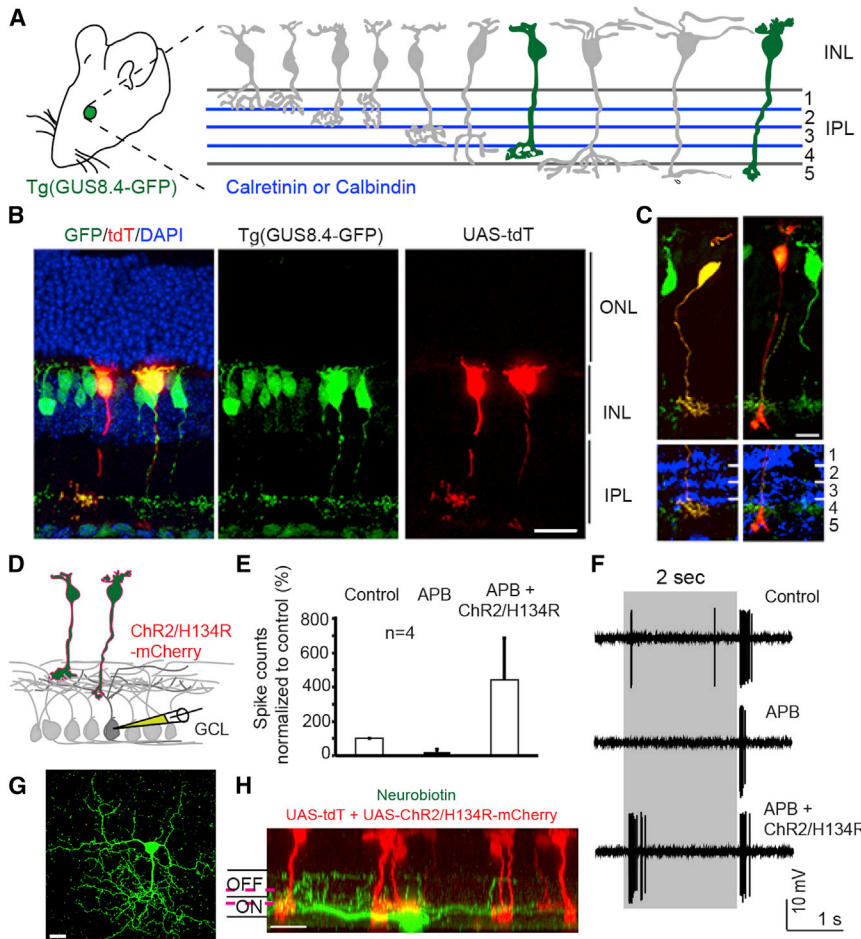 A
INL
1
2
IPL
3
4
5
Tg(GUS8.4-GFP)
Calretinin or Calbindin
B
GFP/tdT/DAPI
Tg(GUS8.4-GFP)
UAS-tdT
ONL
INL
IPL
C
1
2
3
4
5
D
ChR2/H134R
-mCherry
GCL
E
Control
APB
APB +
ChR2/H134R
n=4
Spike counts
normalized to control (%)
800
600
400
200
0
F
2 sec
Control
APB
APB +
ChR2/H134R
10 mV
1 s
G
H
Neurobiotin
UAS-tdT + UAS-ChR2/H134R-mCherry
OFF
ON